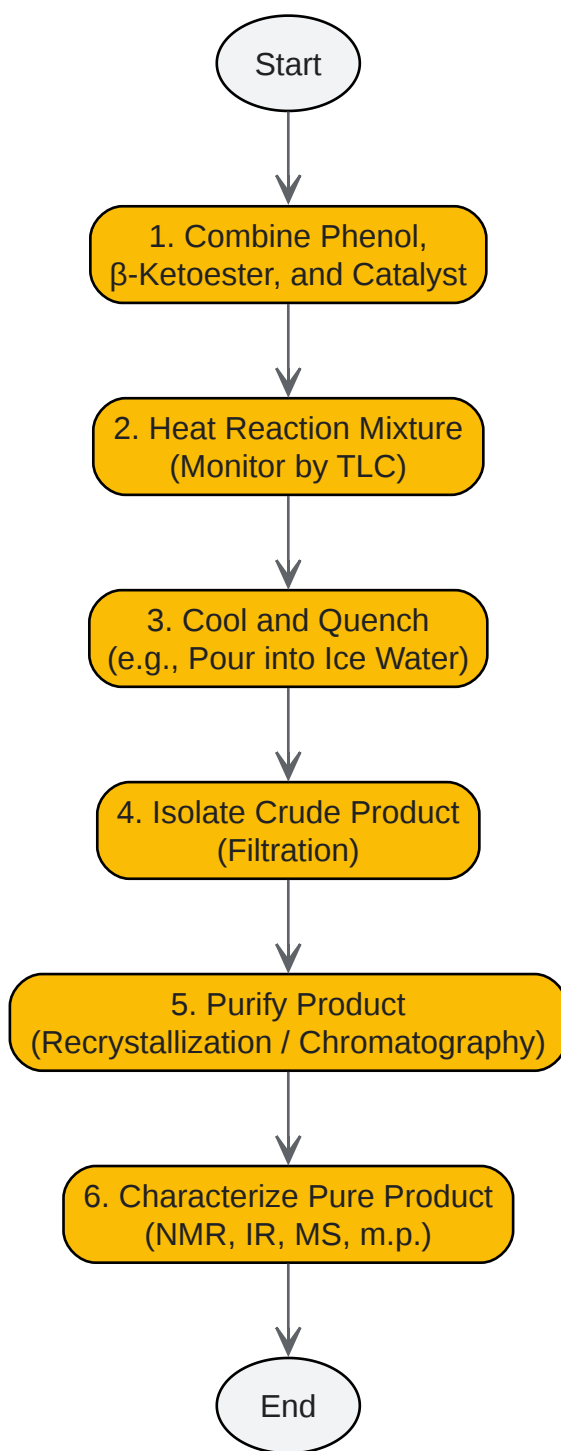 Start
1. Combine Phenol,
β-Ketoester, and Catalyst
2. Heat Reaction Mixture
(Monitor by TLC)
3. Cool and Quench
(e.g., Pour into Ice Water)
4. Isolate Crude Product
(Filtration)
5. Purify Product
(Recrystallization / Chromatography)
6. Characterize Pure Product
(NMR, IR, MS, m.p.)
End